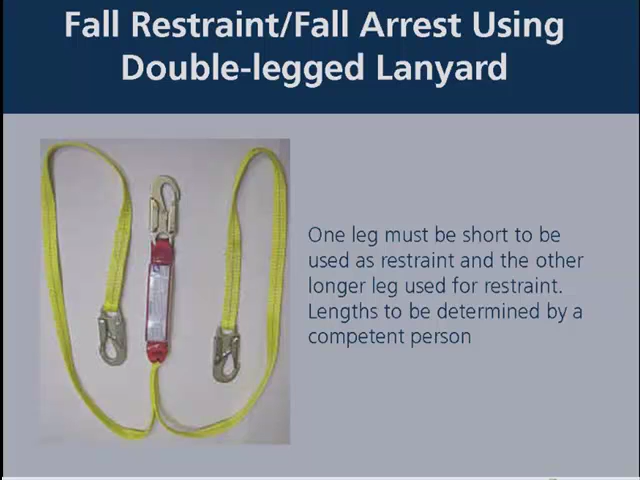 Fall Restraint/Fall Arrest Using
Double-legged Lanyard
One leg must be short to be
used as restraint and the other
longer leg used for restraint.
Lengths to be determined by a
competent person